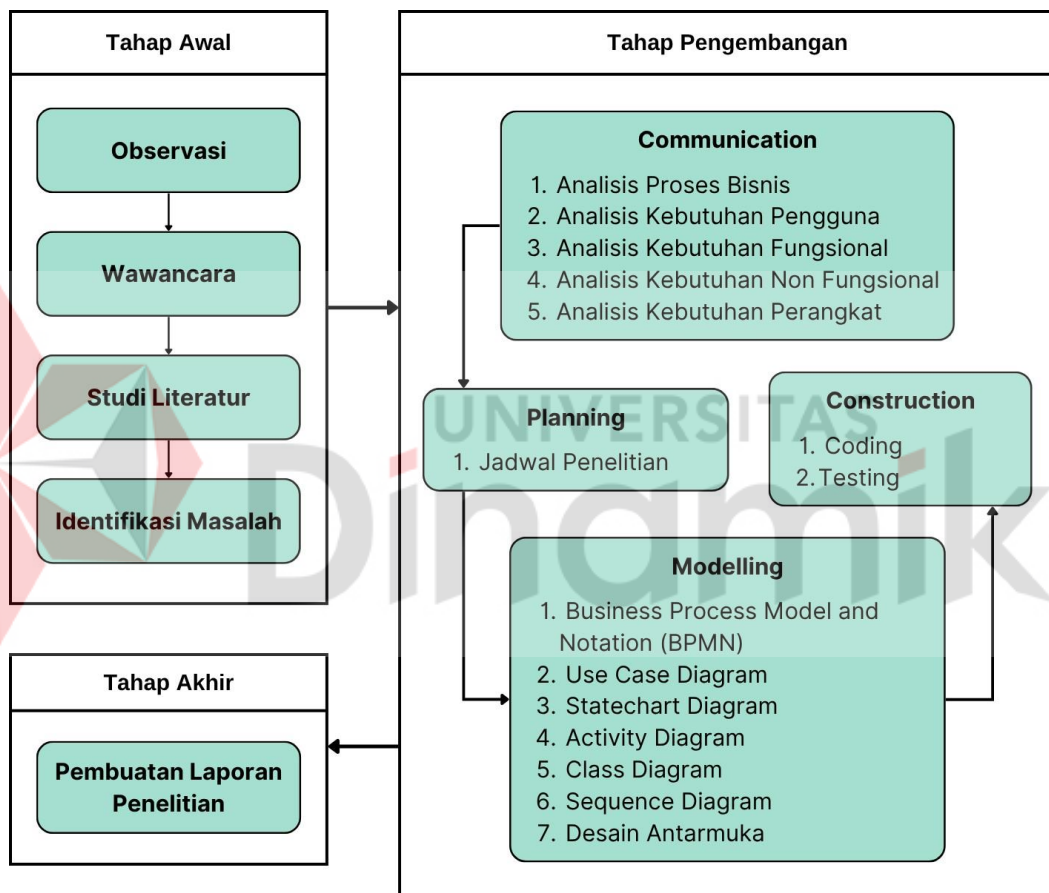 Tahap Awal
Observasi
Wawancara
Studi Literatur
Identifikasi Masalah
Tahap Pengembangan
Communication
1. Analisis Proses Bisnis
2. Analisis Kebutuhan Pengguna
3. Analisis Kebutuhan Fungsional
4. Analisis Kebutuhan Non Fungsional
5. Analisis Kebutuhan Perangkat
Planning
1. Jadwal Penelitian
Modelling
1. Business Process Model and
Notation (BPMN)
2. Use Case Diagram
3. Statechart Diagram
4. Activity Diagram
5. Class Diagram
6. Sequence Diagram
7. Desain Antarmuka
Construction
1. Coding
2. Testing
Tahap Akhir
Pembuatan Laporan
Penelitian
UNIVERSITAS
Dinamik